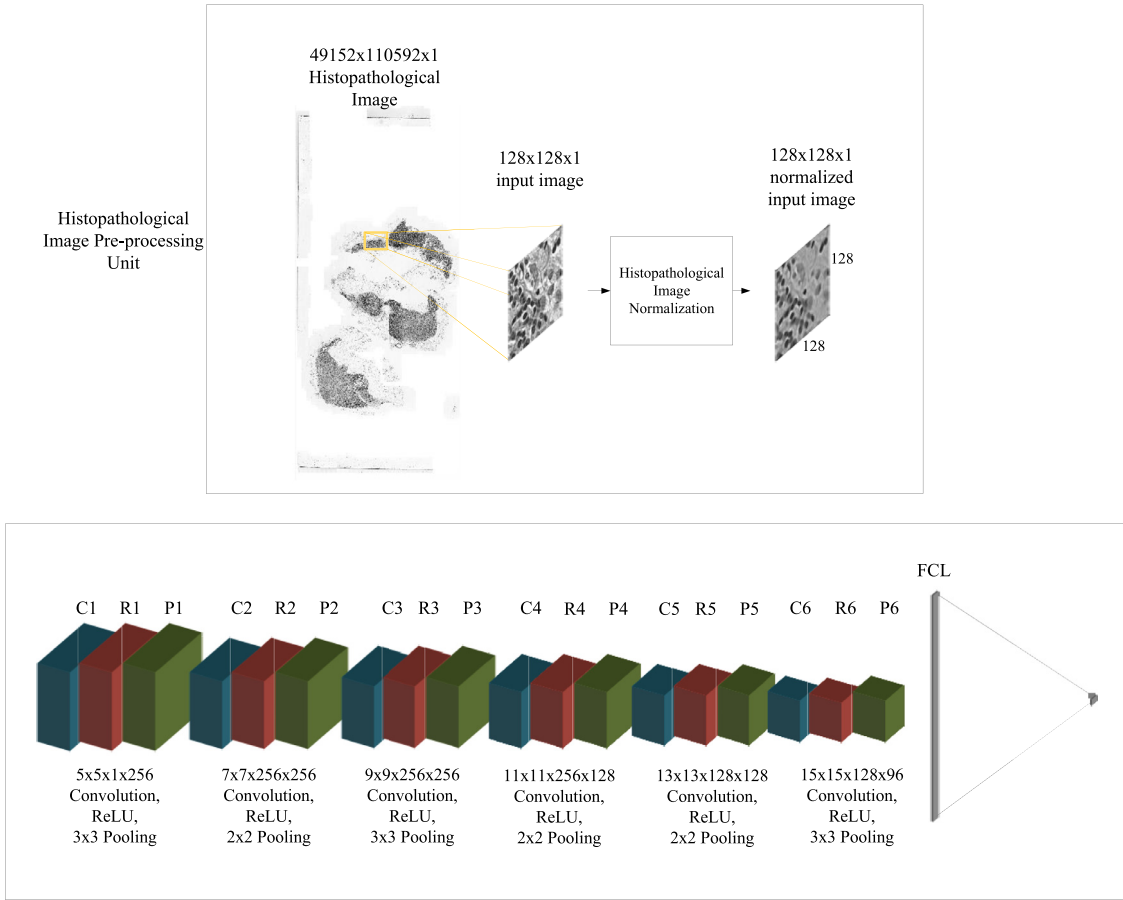 49152x110592x1
Histopathological
Image
128x128x1
input image
128x128x1
normalized
input image
Histopathological
Image Pre-processing
Unit
Histopathological
Image
Normalization
128
128
FCL
C1 R1 P1 C2 R2 P2 C3 R3 P3 C4 R4 P4 C5 R5 P5 C6 R6 P6
5x5x1x256
Convolution,
ReLU,
3x3 Pooling
7x7x256x256
Convolution,
ReLU,
2x2 Pooling
9x9x256x256
Convolution,
ReLU,
3x3 Pooling
11x11x256x128
Convolution,
ReLU,
2x2 Pooling
13x13x128x128
Convolution,
ReLU,
2x2 Pooling
15x15x128x96
Convolution,
ReLU,
3x3 Pooling